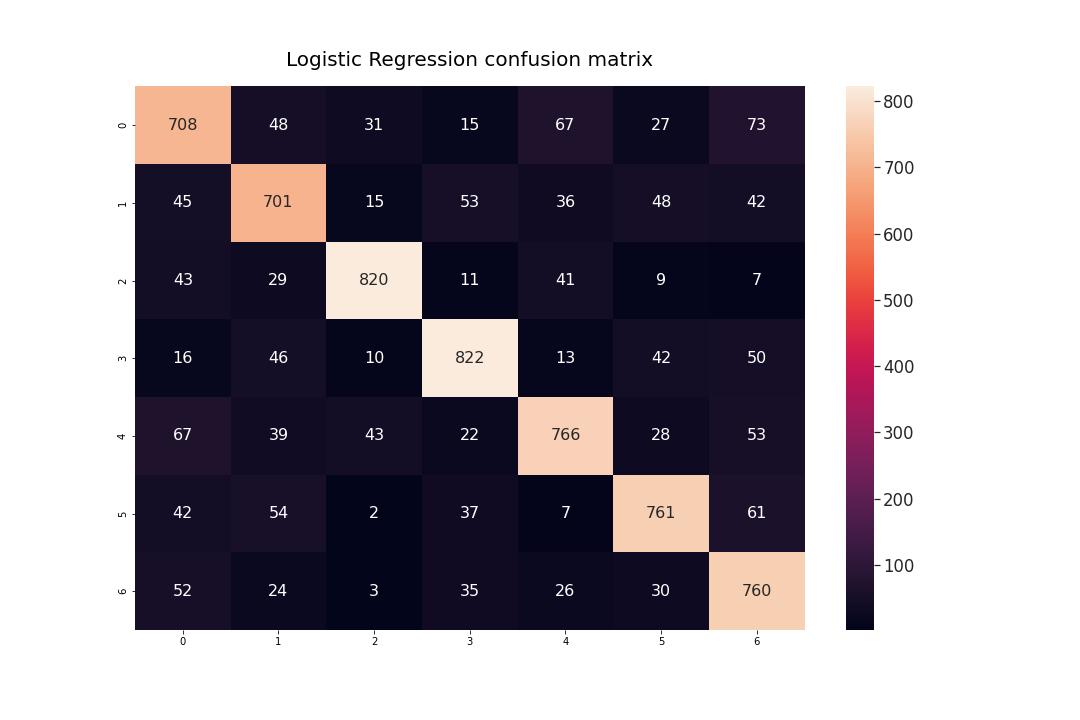 Logistic Regression confusion matrix
0 708 48 31 15 67 27 73
1 45 701 15 53 36 48 42
2 43 29 820 11 41 9 7
3 16 46 10 822 13 42 50
4 67 39 43 22 766 28 53
5 42 54 2 37 7 761 61
6 52 24 3 35 26 30 760
0 1 2 3 4 5 6
800
700
600
500
400
300
200
100